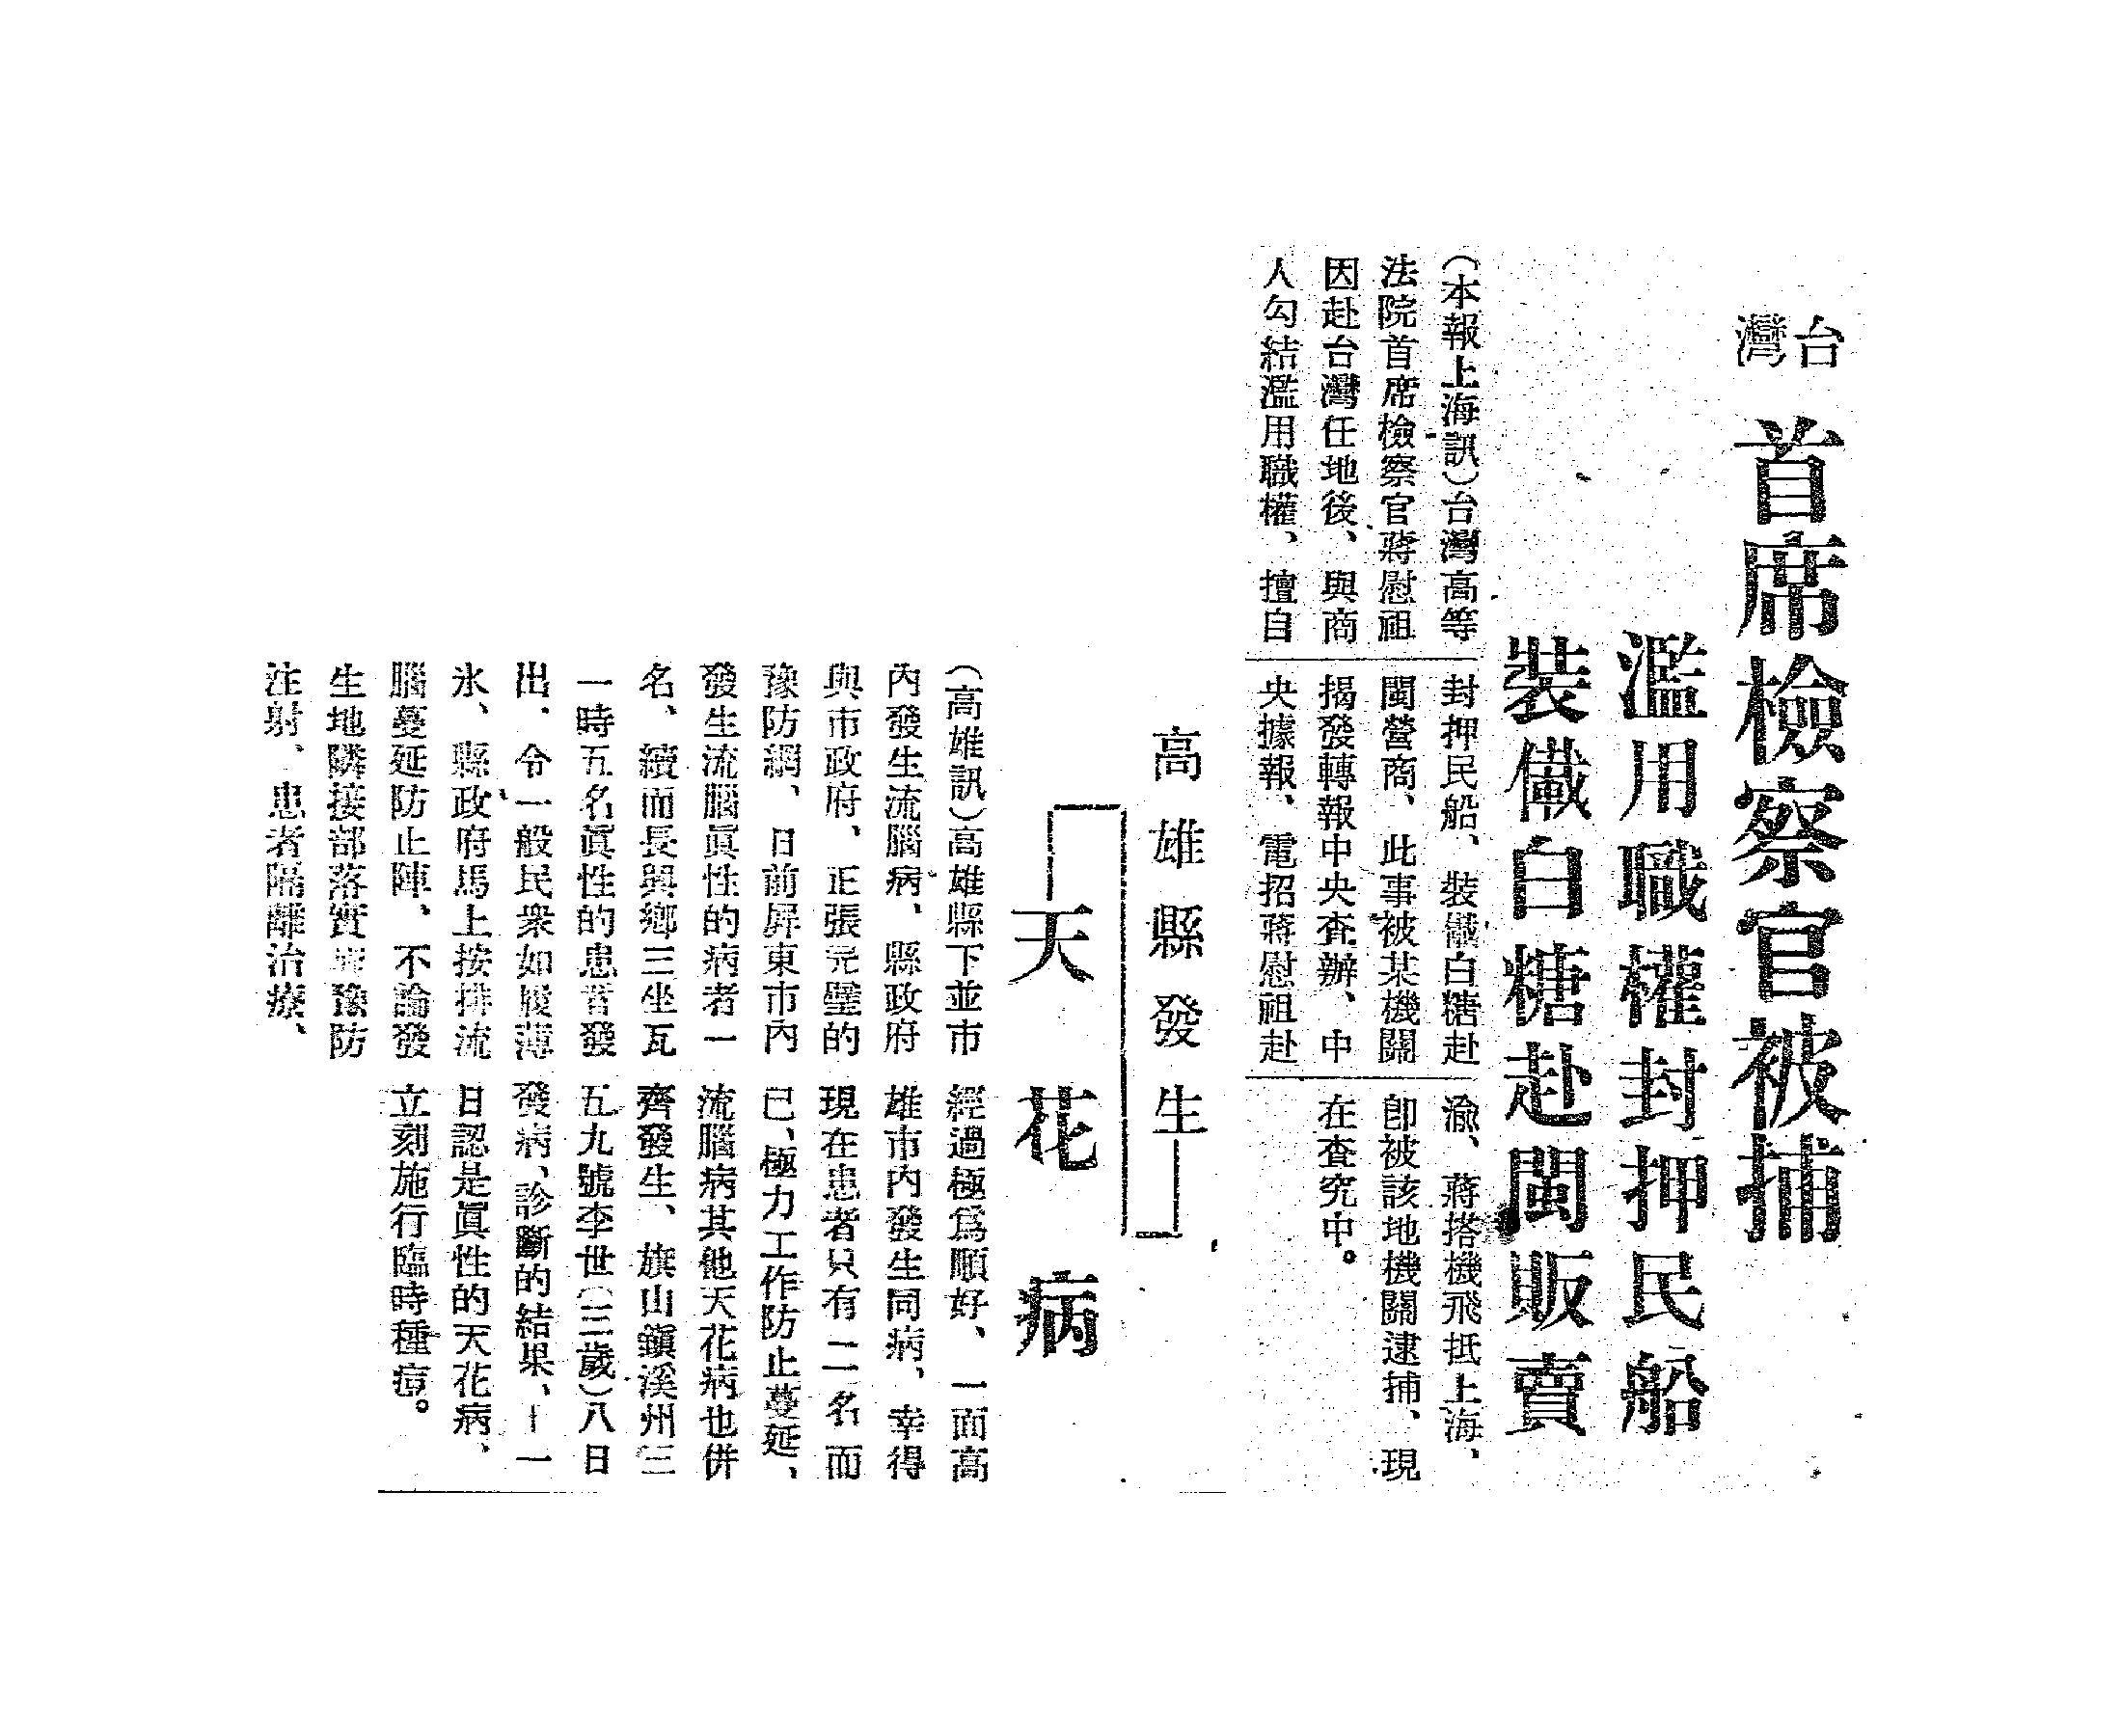 台灣
首席檢察官被捕
濫用職權封押民船
裝儎白糖赴閩販賣
(本報上海訊)台灣高等
法院首席檢察官蔣慰祖
因赴台灣任地後、與商
人勾結濫用職權、擅自
封押民船、裝儎白糖赴
閩營商、此事被某機關
揭發轉報中央查辦、中
央據報、電招蔣慰祖赴
渝、蔣搭機飛抵上海、
卽被該地機關逮捕、現
在查究中。
高雄縣發生
天花病
(高雄訊)高雄縣下並市
內發生流腦病、縣政府
與市政府、正張完璧的
豫防網、日前屏東市內
發生流腦眞性的病者一
名、續而長興鄉三坐瓦
一時五名眞性的患者發
出、令一般民衆如履薄
氷、縣政府馬上按排流
腦蔓延防止陣、不論發
生地隣接部落實施豫防
注射、患者隔離治療、
經過極爲順好、一面高
雄市內發生同病、幸得
現在患者只有二名而
已、極力工作防止蔓延、
流腦病其他天花病也併
齊發生、旗山鎭溪州三
五九號李世(三歲)八日
發病、診斷的結果、十一
日認是眞性的天花病、
立刻施行臨時種痘。